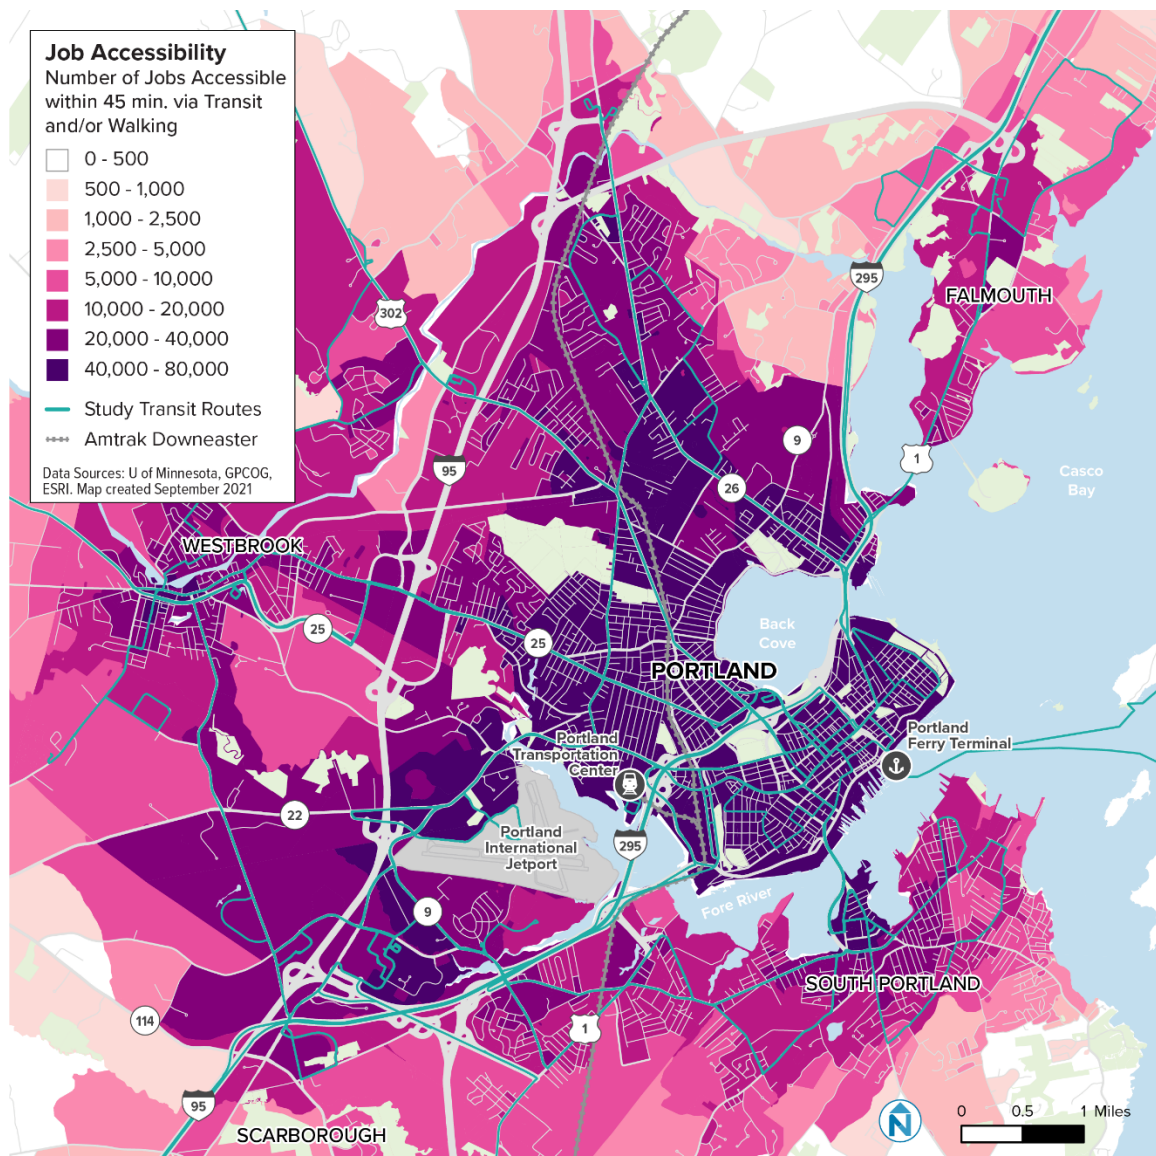 Job Accessibility
Number of Jobs Accessible
within 45 min. via Transit
and/or Walking
0 - 500
500 - 1,000
1,000 - 2,500
2,500 - 5,000
5,000 - 10,000
10,000 - 20,000
20,000 - 40,000
40,000 - 80,000
Study Transit Routes
Amtrak Downeaster
Data Sources: U of Minnesota, GPCOG,
ESRI. Map created September 2021
295
FALMOUTH
302
9
95
1
Casco
Bay
26
WESTBROOK
25
25
Back
Cove
PORTLAND
Portland
Ferry Terminal
Portland
Transportation
Center
22
Portland
International
Jetport
295
Fore River
9
SOUTH PORTLAND
114
1
95
SCARBOROUGH
N
0 0.5 1 Miles